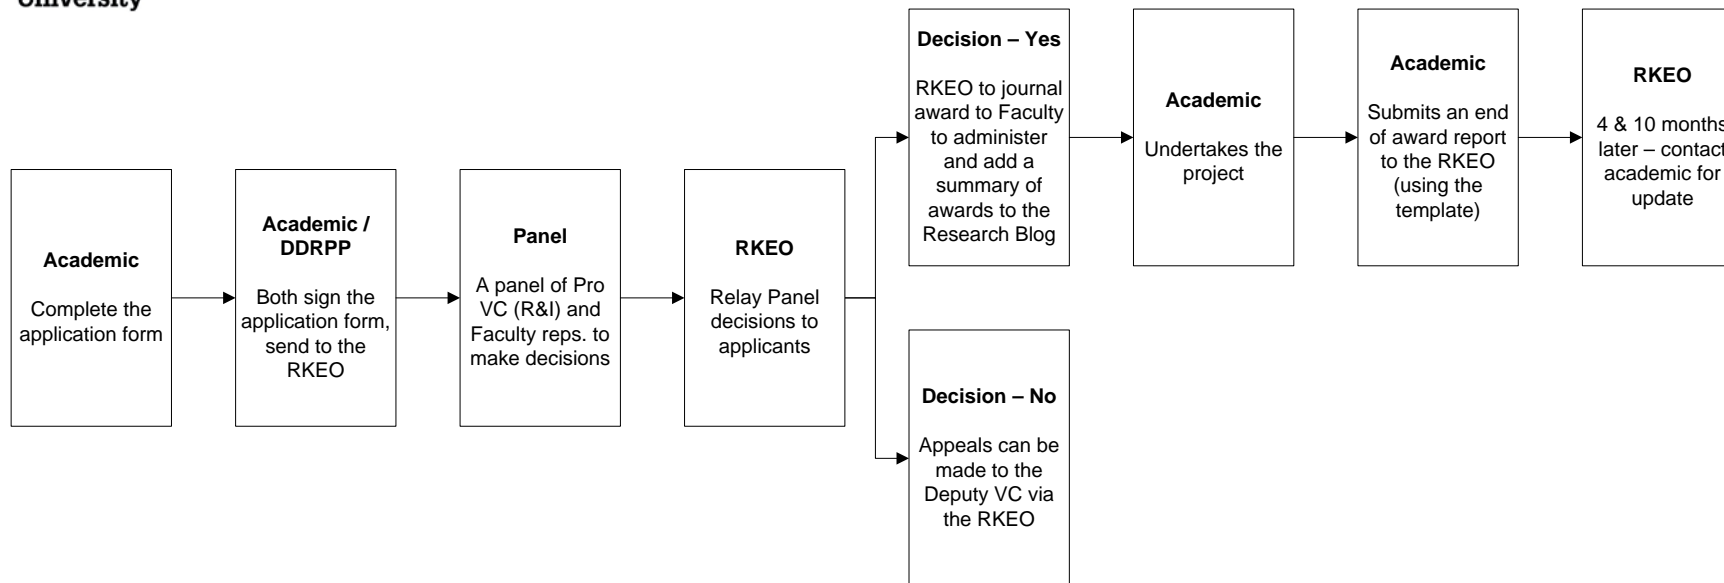 University
Academic
Complete the
application form
Academic /
DDRPP
Both sign the
application form,
send to the
RKEO
Panel
A panel of Pro
VC (R&I) and
Faculty reps. to
make decisions
RKEO
Relay Panel
decisions to
applicants
Decision – Yes
RKEO to journal
award to Faculty
to administer
and add a
summary of
awards to the
Research Blog
Academic
Undertakes the
project
Academic
Submits an end
of award report
to the RKEO
(using the
template)
RKEO
4 & 10 months
later – contact
academic for
update
Decision – No
Appeals can be
made to the
Deputy VC via
the RKEO